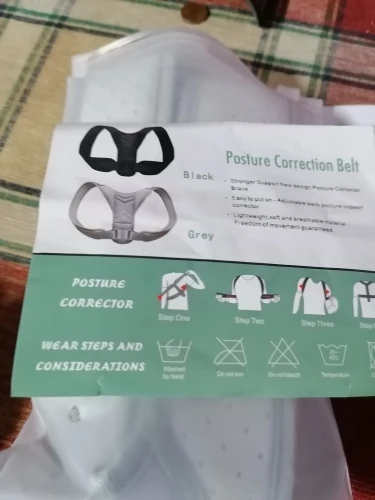 Posture Correction Belt
Black
- Stronger Support New design Posture Corrector
Brace
- Easy to put on - Adjustable back posture
corrector
- Lightweight, soft and breathable material
Freedom of movement guarantees
Grey
POSTURE
CORRECTOR
Step One
Step Two
Step Three
WEAR STEPS AND
CONSIDERATIONS
Washed
by hand
Do not iron
Do not bleach
Temperature